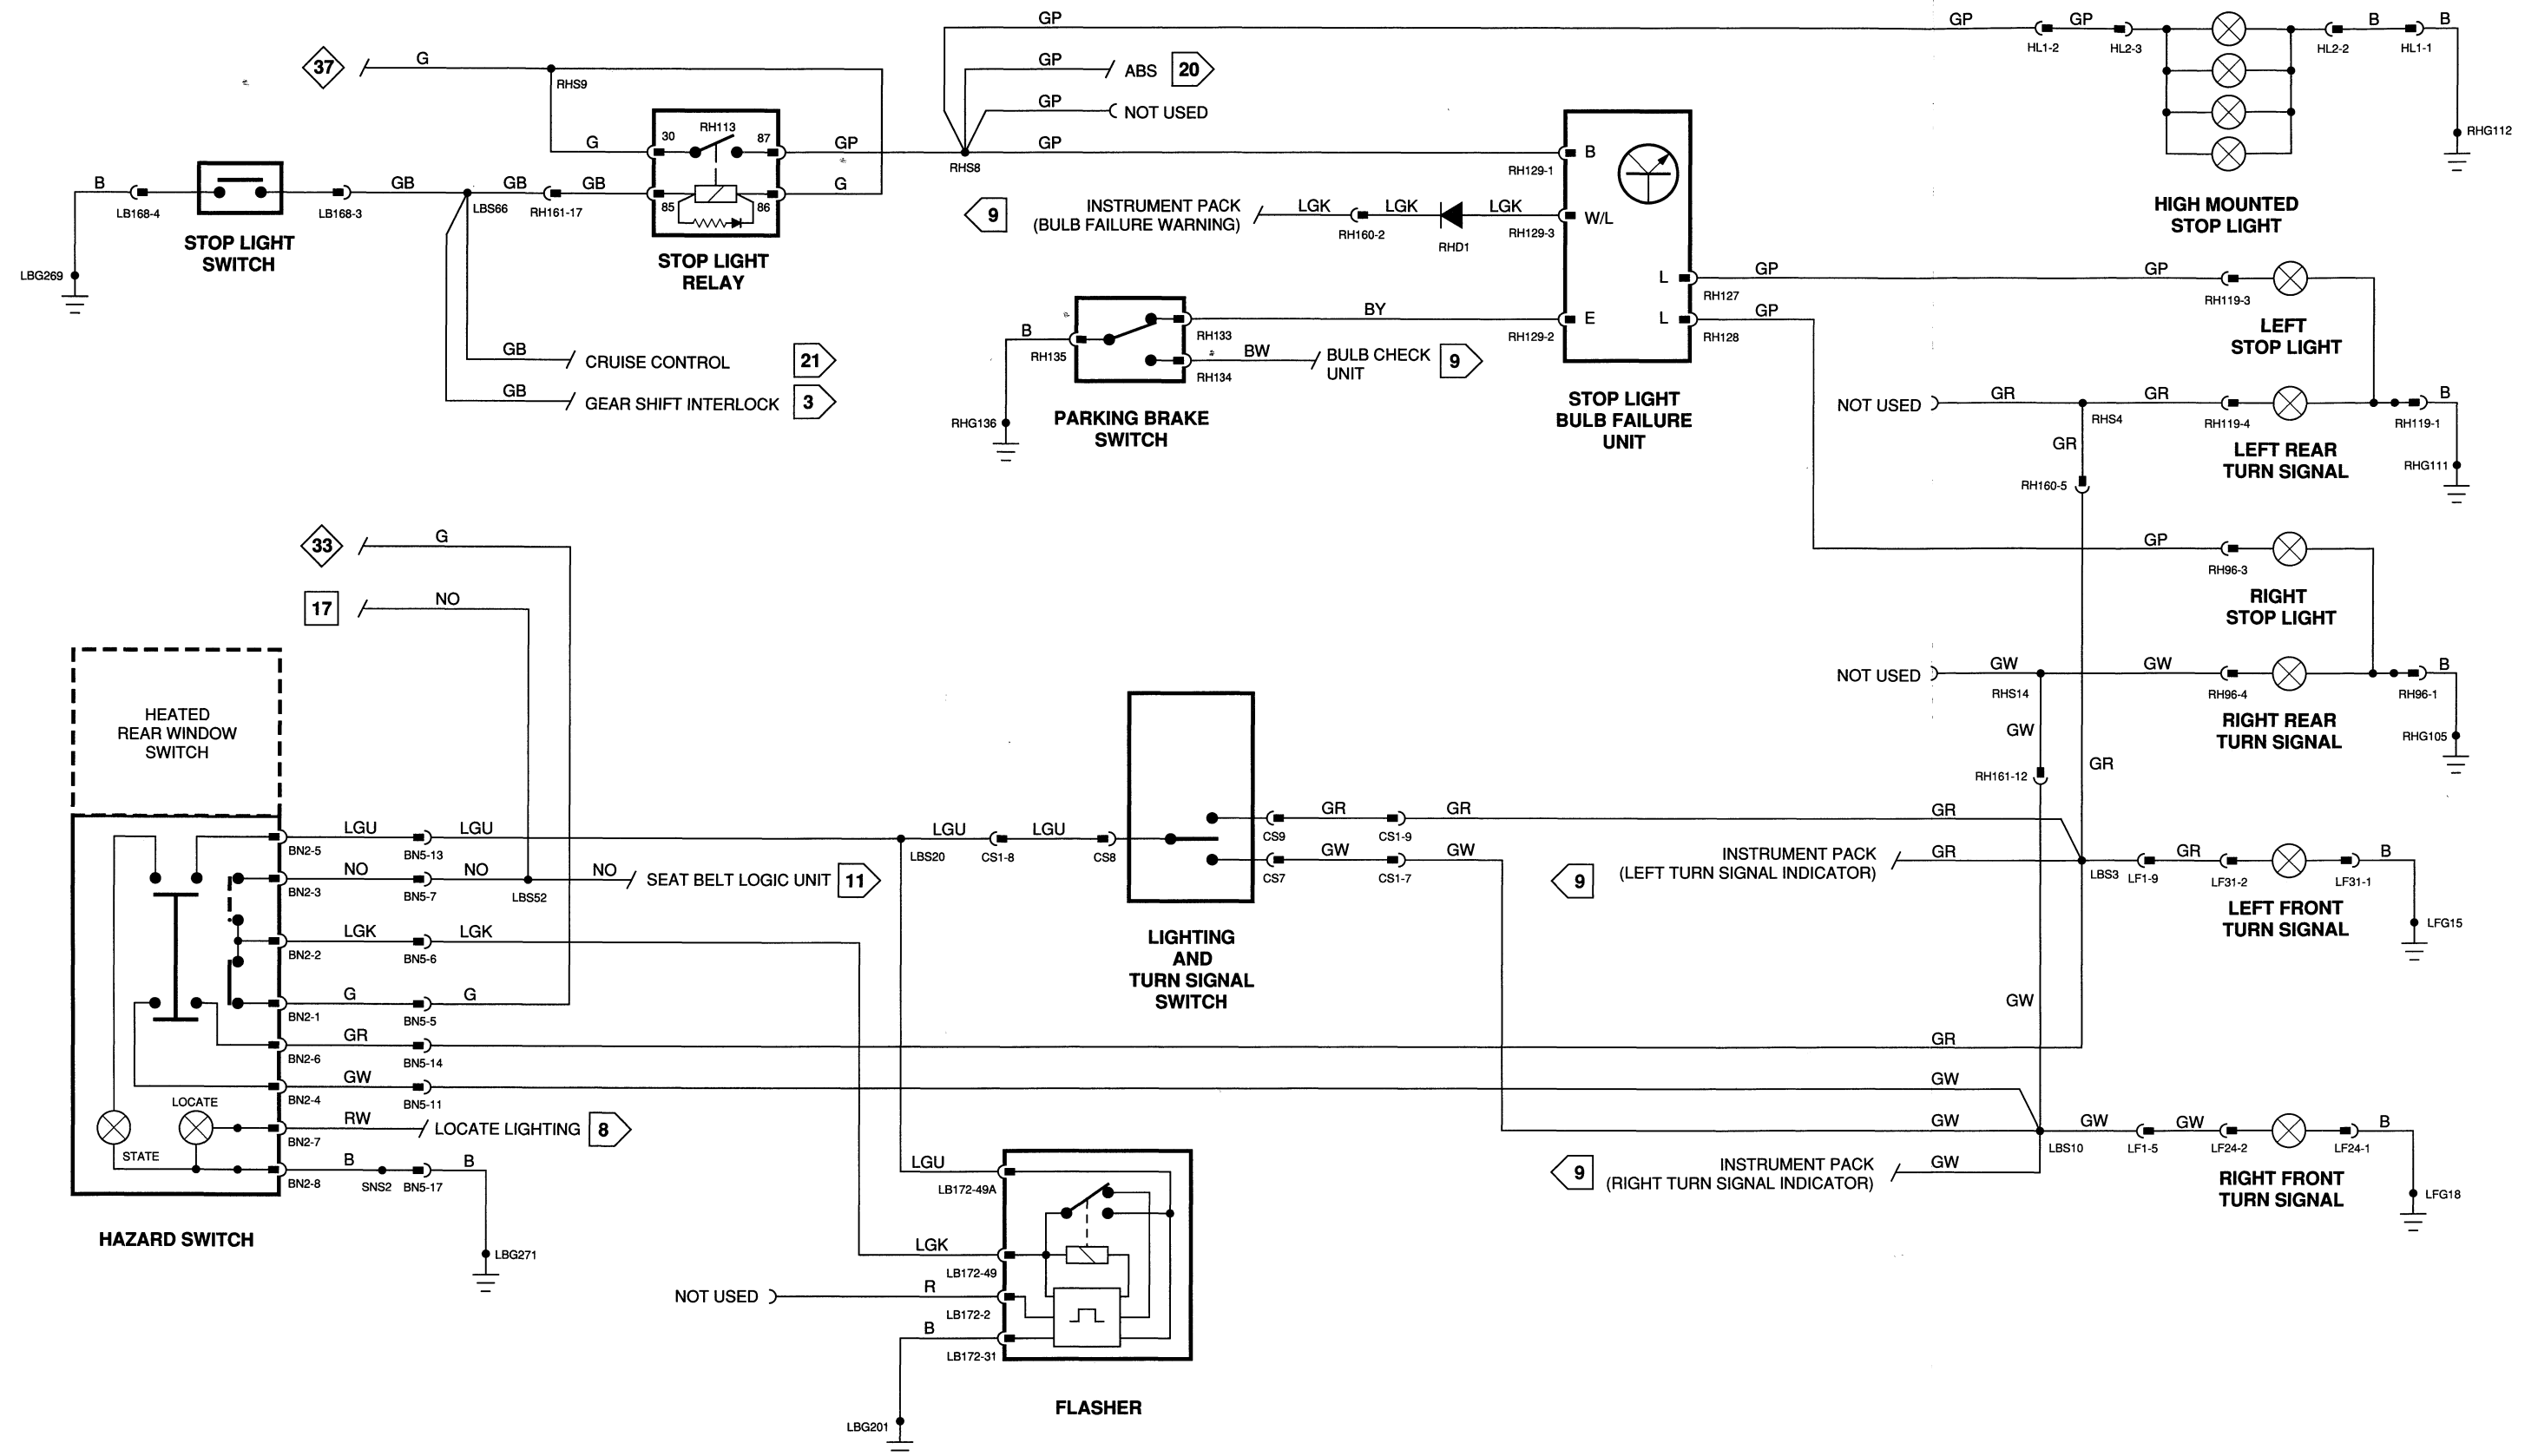 GP
GP
GP
HL1-2
HL2-3
B
HL2-2
B
HL1-1
RHG112
HIGH MOUNTED
STOP LIGHT
37
G
RHS9
GP
ABS
20
GP
NOT USED
G
30
RH113
87
GP
RHS8
GP
RH129-1
B
B
LB168-4
LB168-3
GB
LBS66
GB
RH161-17
GB
85
86
G
LBG269
STOP LIGHT
SWITCH
STOP LIGHT
RELAY
9
INSTRUMENT PACK
(BULB FAILURE WARNING)
LGK
RH160-2
LGK
RHD1
LGK
RH129-3
W/L
L
RH127
GP
GP
RH119-3
LEFT
STOP LIGHT
B
RH135
RH133
BY
RH129-2
E
L
RH128
GP
RH134
BW
BULB CHECK
UNIT
9
RHG136
PARKING BRAKE
SWITCH
STOP LIGHT
BULB FAILURE
UNIT
GB
CRUISE CONTROL
21
GB
GEAR SHIFT INTERLOCK
3
NOT USED
GR
RHS4
GR
RH119-4
RH119-1
B
GR
RH160-5
RHG111
LEFT REAR
TURN SIGNAL
GP
RH96-3
RIGHT
STOP LIGHT
33
G
17
NO
NOT USED
GW
RHS14
GW
RH96-4
RH96-1
B
GW
RH161-12
GR
RHG105
RIGHT REAR
TURN SIGNAL
HEATED
REAR WINDOW
SWITCH
BN2-5
LGU
BN5-13
LGU
LBS20
LGU
CS1-8
LGU
CS8
CS9
GR
CS1-9
GR
GR
CS7
GW
CS1-7
GW
BN2-3
NO
BN5-7
NO
LBS52
NO
SEAT BELT LOGIC UNIT
11
9
INSTRUMENT PACK
(LEFT TURN SIGNAL INDICATOR)
GR
LBS3
LF1-9
GR
LF31-2
LF31-1
B
LFG15
LEFT FRONT
TURN SIGNAL
LIGHTING
AND
TURN SIGNAL
SWITCH
BN2-2
LGK
BN5-6
LGK
BN2-1
G
BN5-5
G
GW
BN2-6
GR
BN5-14
GR
BN2-4
GW
BN5-11
GW
LOCATE
STATE
BN2-7
RW
LOCATE LIGHTING
8
BN2-8
B
SNS2
BN5-17
B
LBG271
HAZARD SWITCH
GW
LBS10
GW
LF1-5
GW
LF24-2
LF24-1
B
LFG18
9
INSTRUMENT PACK
(RIGHT TURN SIGNAL INDICATOR)
GW
RIGHT FRONT
TURN SIGNAL
LGU
LB172-49A
LGK
LB172-49
NOT USED
R
LB172-2
B
LB172-31
LBG201
FLASHER